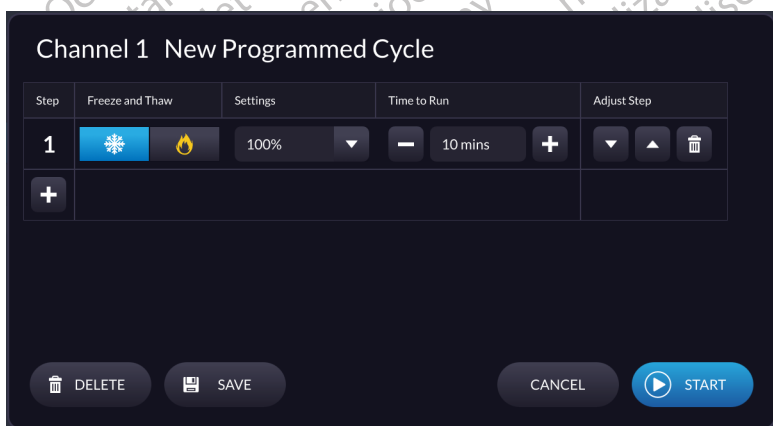 Channel 1 New Programmed Cycle
Step Freeze and Thaw Settings Time to Run Adjust Step
1 100% 10 mins
DELETE SAVE CANCEL START